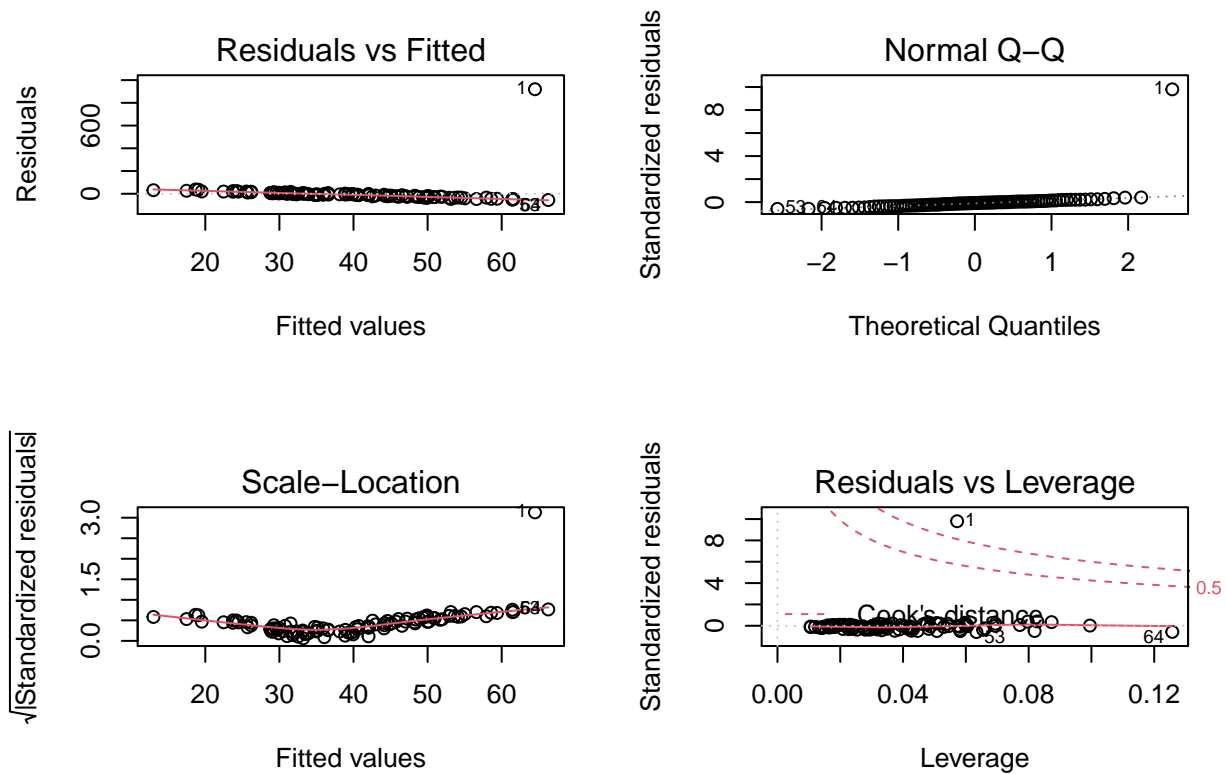 Residuals vs Fitted
Residuals
600
0
1
64
20 30 40 50 60
Fitted values
Normal Q−Q
Standardized residuals
8
4
0
1
53 64
−2 −1 0 1 2
Theoretical Quantiles
Scale−Location
√|Standardized residuals|
3.0
1.5
0.0
1
20 30 40 50 60
Fitted values
Residuals vs Leverage
Standardized residuals
8
4
0
1
0.5
Cook's distance
53
64
0.00 0.04 0.08 0.12
Leverage